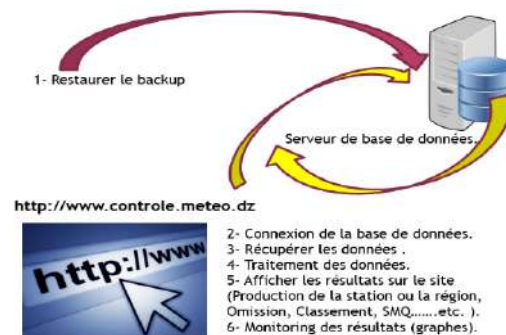 1- Restaurer le backup
Serveur de base de données.
http://www.controle.meteo.dz
http://www
2- Connexion de la base de données.
3- Récupérer les données .
4- Traitement des données.
5- Afficher les résultats sur le site
(Production de la station ou la région,
Omission, Classement, SMQ.......etc. ).
6- Monitoring des résultats (graphes).